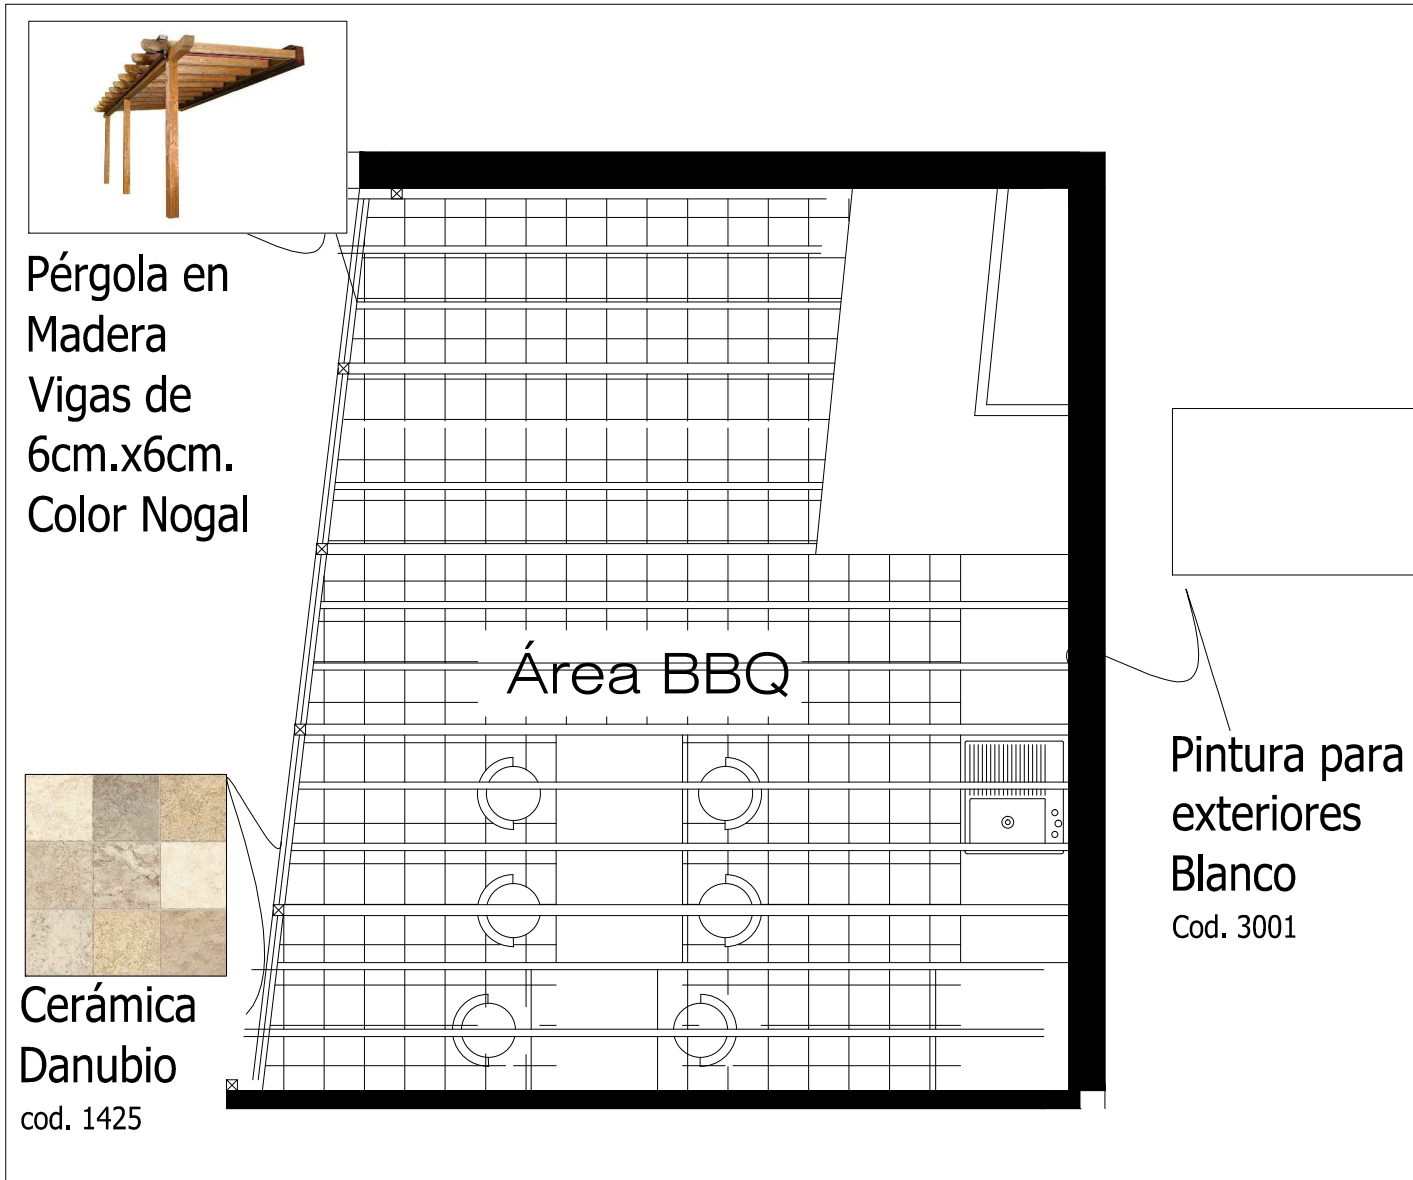 Pérgola en
Madera
Vigas de
6cm.x6cm.
Color Nogal
Área BBQ
Pintura para
exteriores
Blanco
Cod. 3001
Cerámica
Danubio
cod. 1425